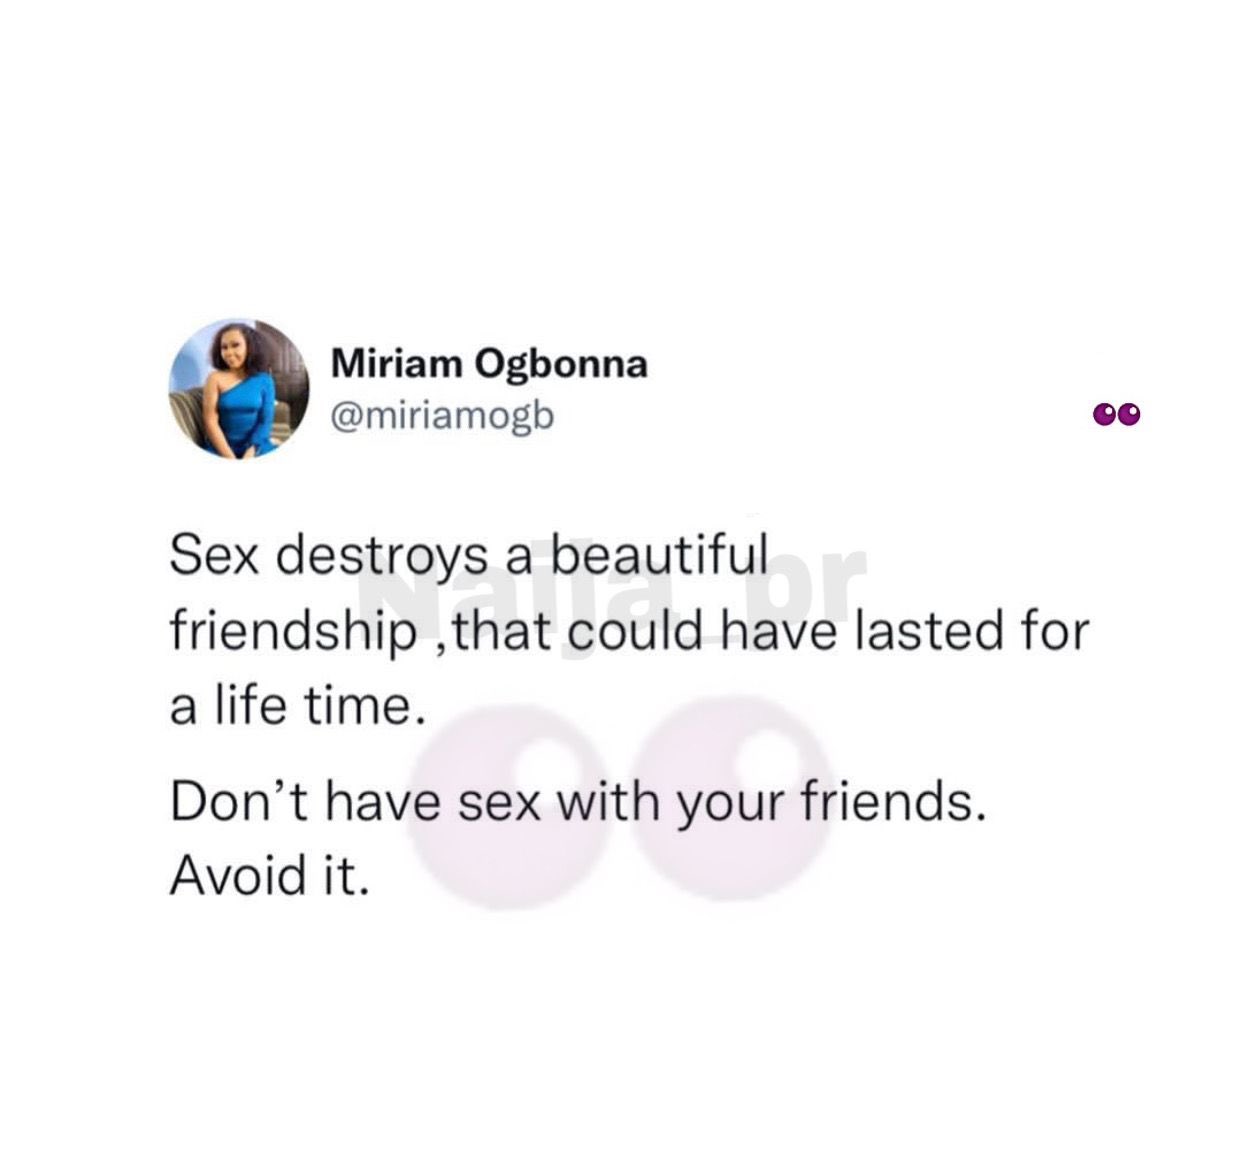 Miriam Ogbonna
@miriamogb
Sex destroys a beautiful
friendship ,that could have lasted for
a life time.
Don’t have sex with your friends.
Avoid it.
Naija_pr